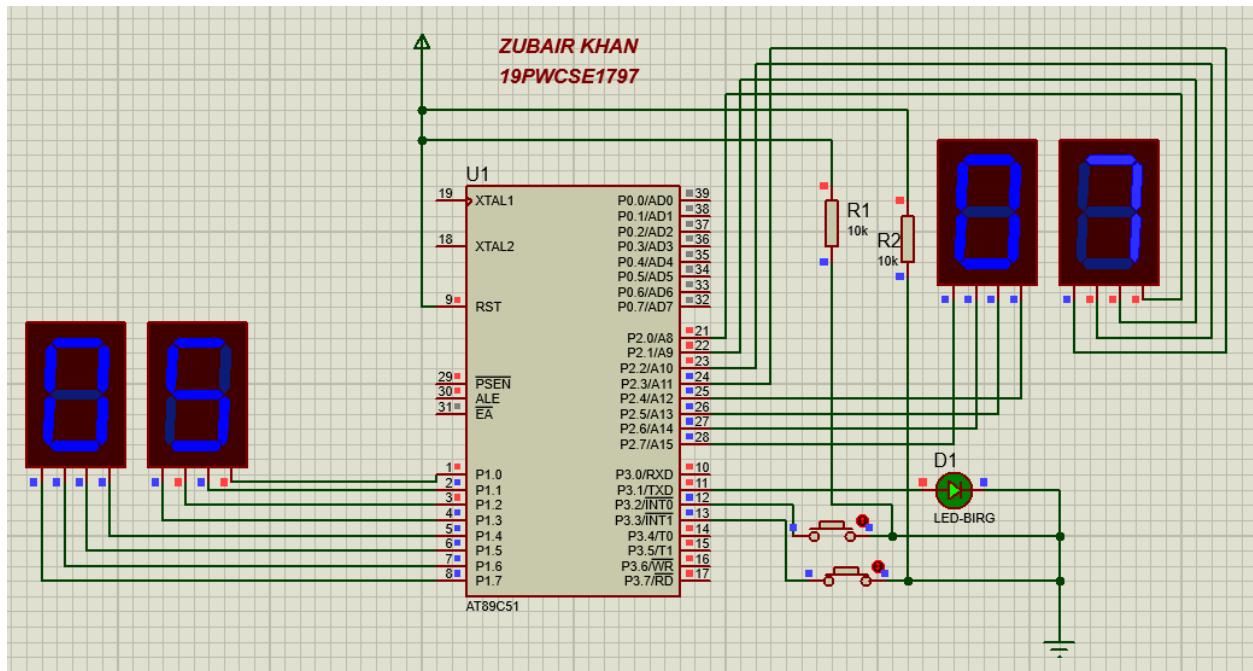 ZUBAIR KHAN
19PWCSE1797
U1
19 XTAL1
18 XTAL2
9 RST
29 PSEN
30 ALE
31 EA
1 P1.0
2 P1.1
3 P1.2
4 P1.3
5 P1.4
6 P1.5
7 P1.6
8 P1.7
P0.0/AD0 39
P0.1/AD1 38
P0.2/AD2 37
P0.3/AD3 36
P0.4/AD4 35
P0.5/AD5 34
P0.6/AD6 33
P0.7/AD7 32
P2.0/A8 21
P2.1/A9 22
P2.2/A10 23
P2.3/A11 24
P2.4/A12 25
P2.5/A13 26
P2.6/A14 27
P2.7/A15 28
P3.0/RXD 10
P3.1/TXD 11
P3.2/INT0 12
P3.3/INT1 13
P3.4/T0 14
P3.5/T1 15
P3.6/WR 16
P3.7/RD 17
AT89C51
R1
10k
R2
10k
07
05
D1
LED-BIRG